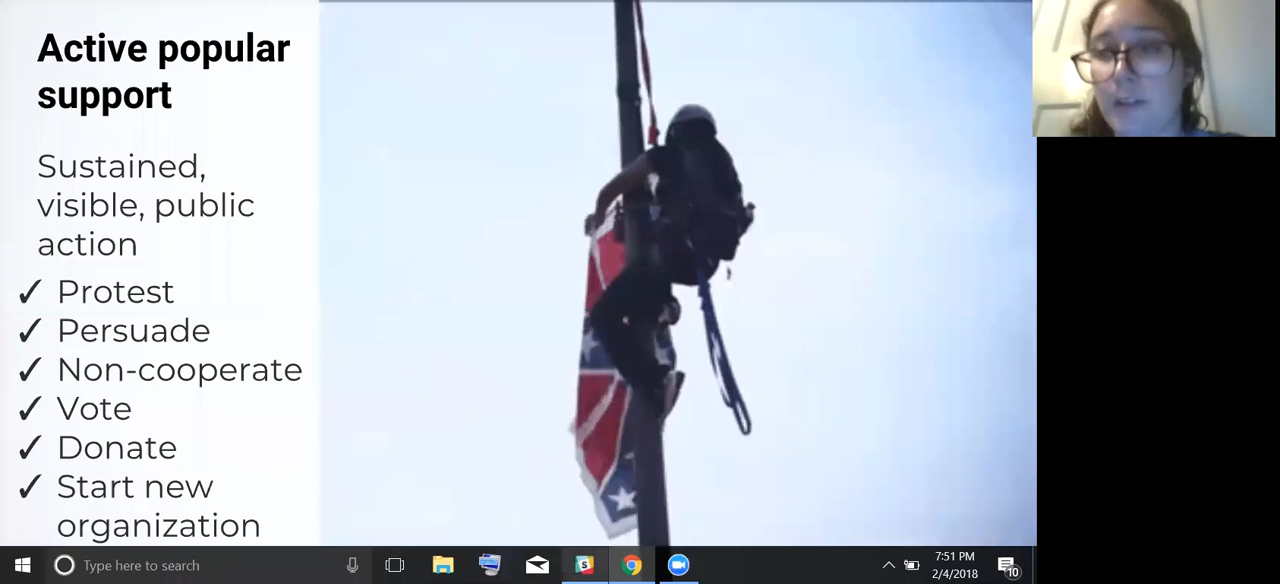 Active popular
support
Sustained,
visible, public
action
✓ Protest
✓ Persuade
✓ Non-cooperate
✓ Vote
✓ Donate
✓ Start new
organization
Type here to search
7:51 PM
2/4/2018
10